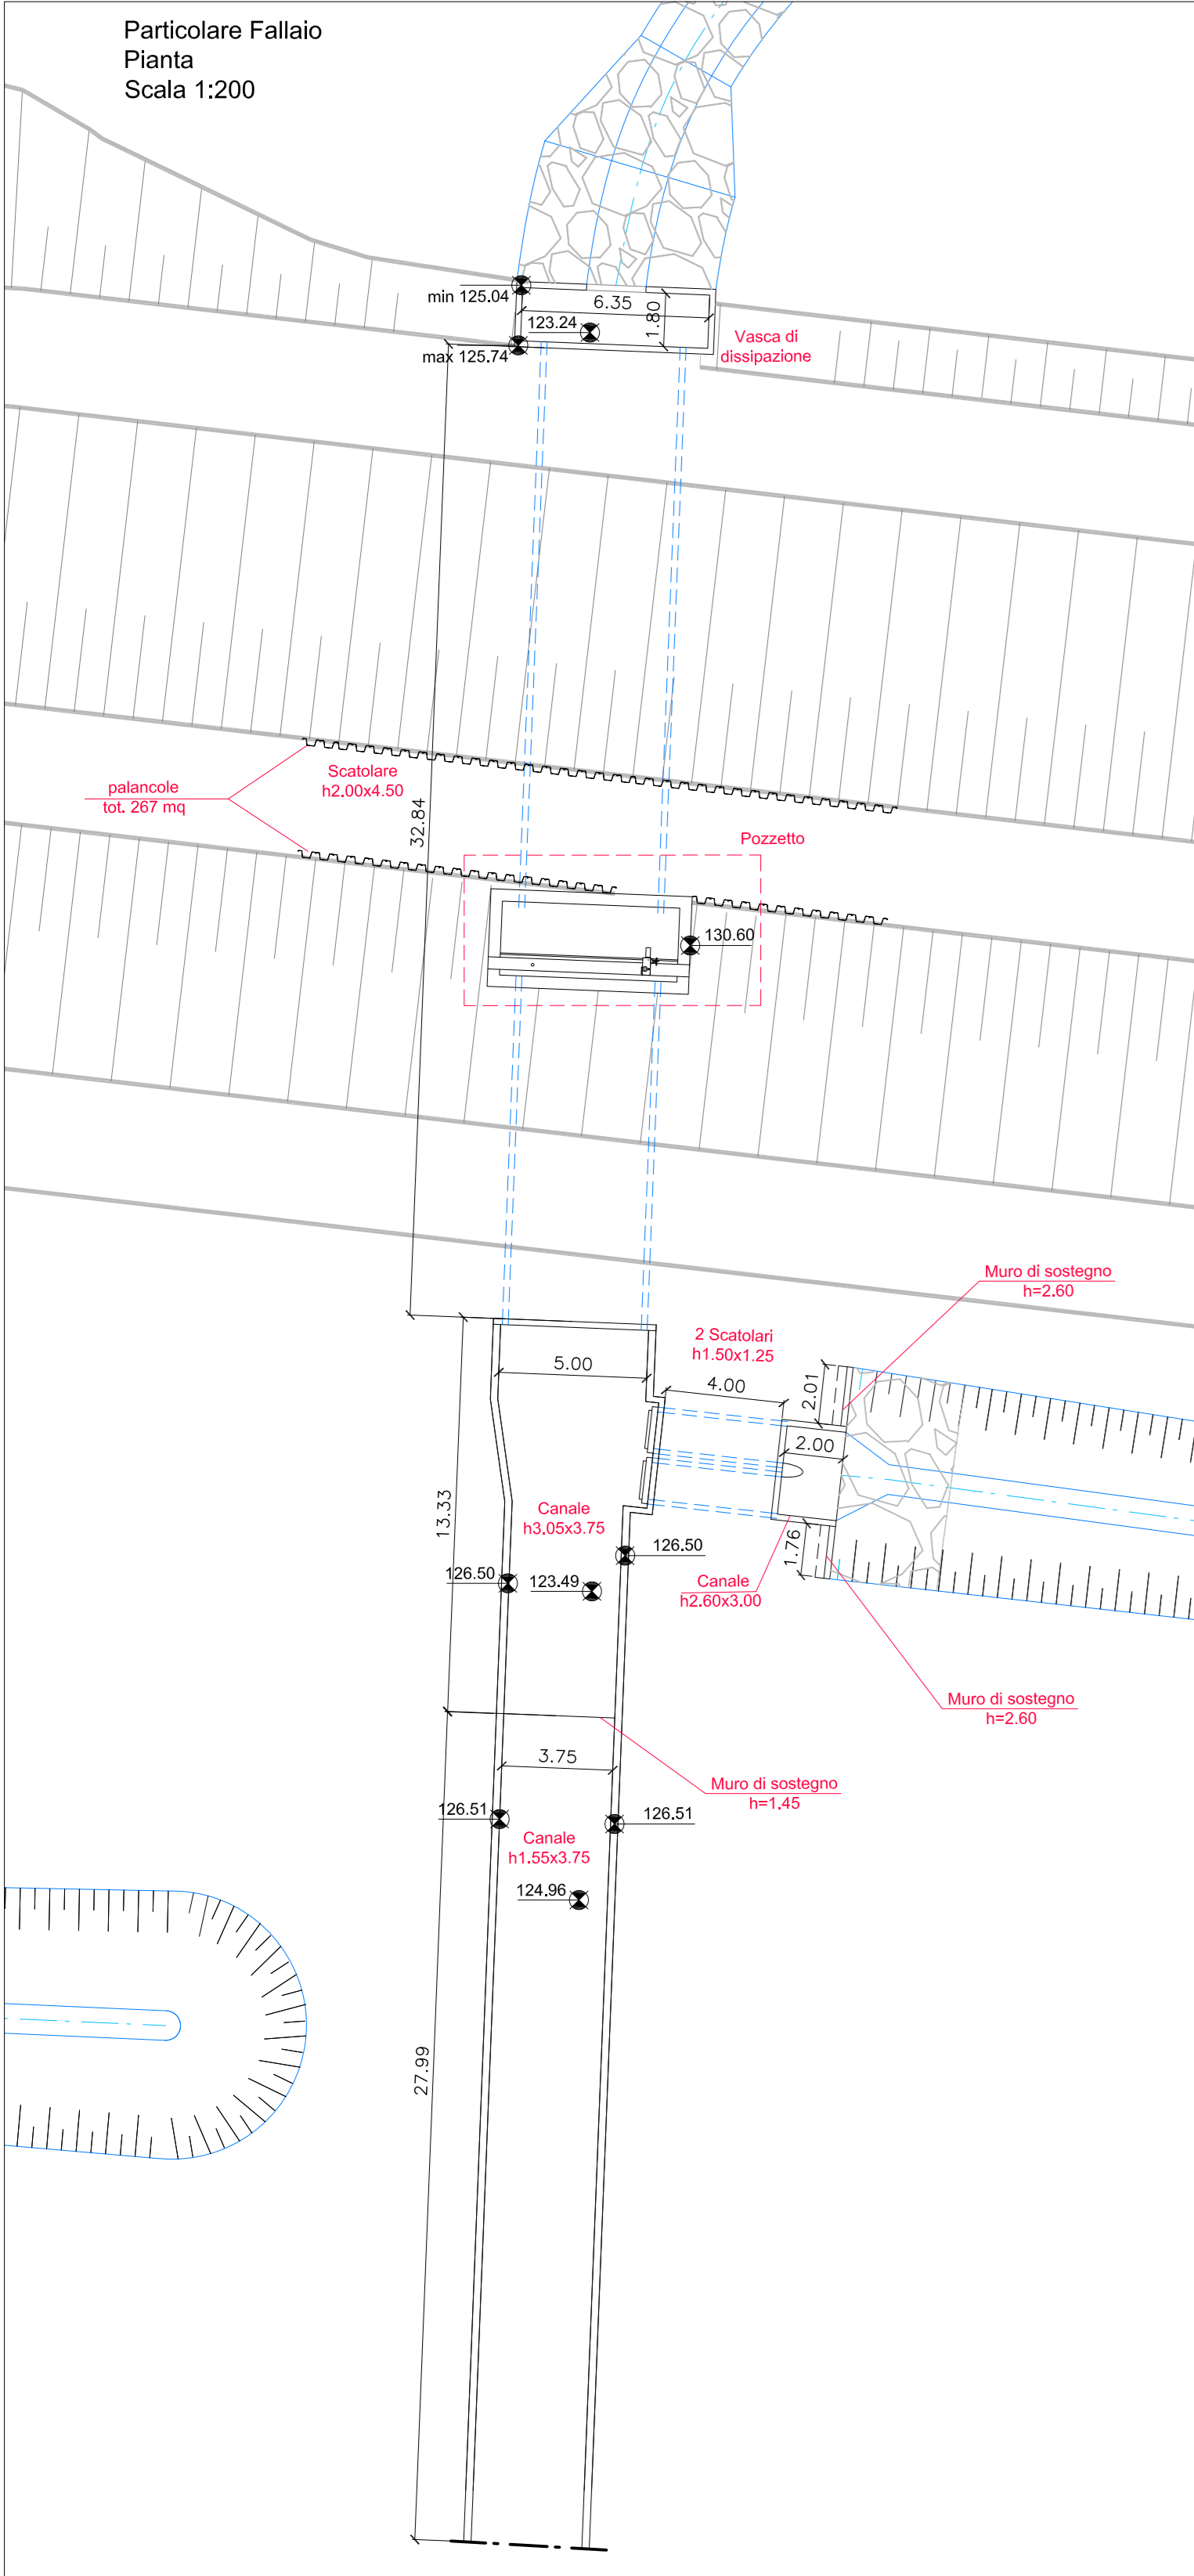 Particolare Fallaio
Pianta
Scala 1:200
min 125.04
6.35
1.80
123.24
max 125.74
Vasca di
dissipazione
Scatolare
h2.00x4.50
palancole
tot. 267 mq
32.84
Pozzetto
130.60
Muro di sostegno
h=2.60
2 Scatolari
h1.50x1.25
5.00
4.00
2.01
2.00
13.33
Canale
h3.05x3.75
126.50
126.50
123.49
1.76
Canale
h2.60x3.00
Muro di sostegno
h=2.60
3.75
Muro di sostegno
h=1.45
126.51
126.51
Canale
h1.55x3.75
124.96
27.99